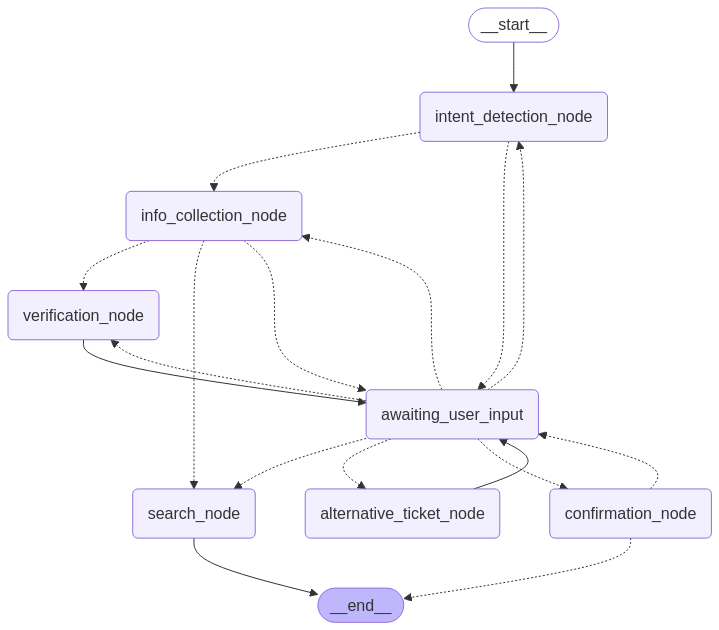 __start__
intent_detection_node
info_collection_node
verification_node
awaiting_user_input
search_node
alternative_ticket_node
confirmation_node
__end__